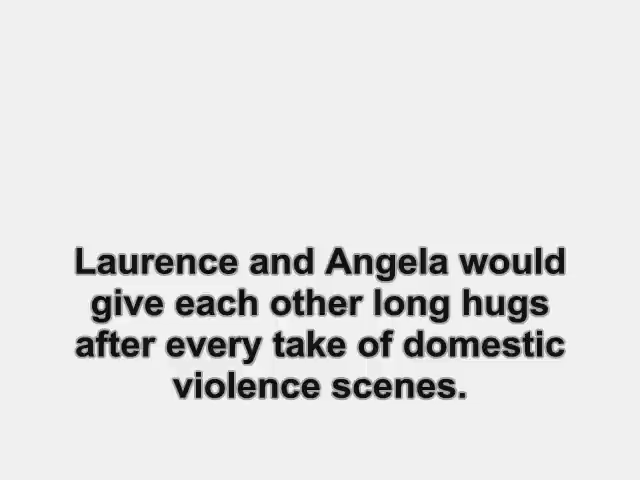 Laurence and Angela would
give each other long hugs
after every take of domestic
violence scenes.